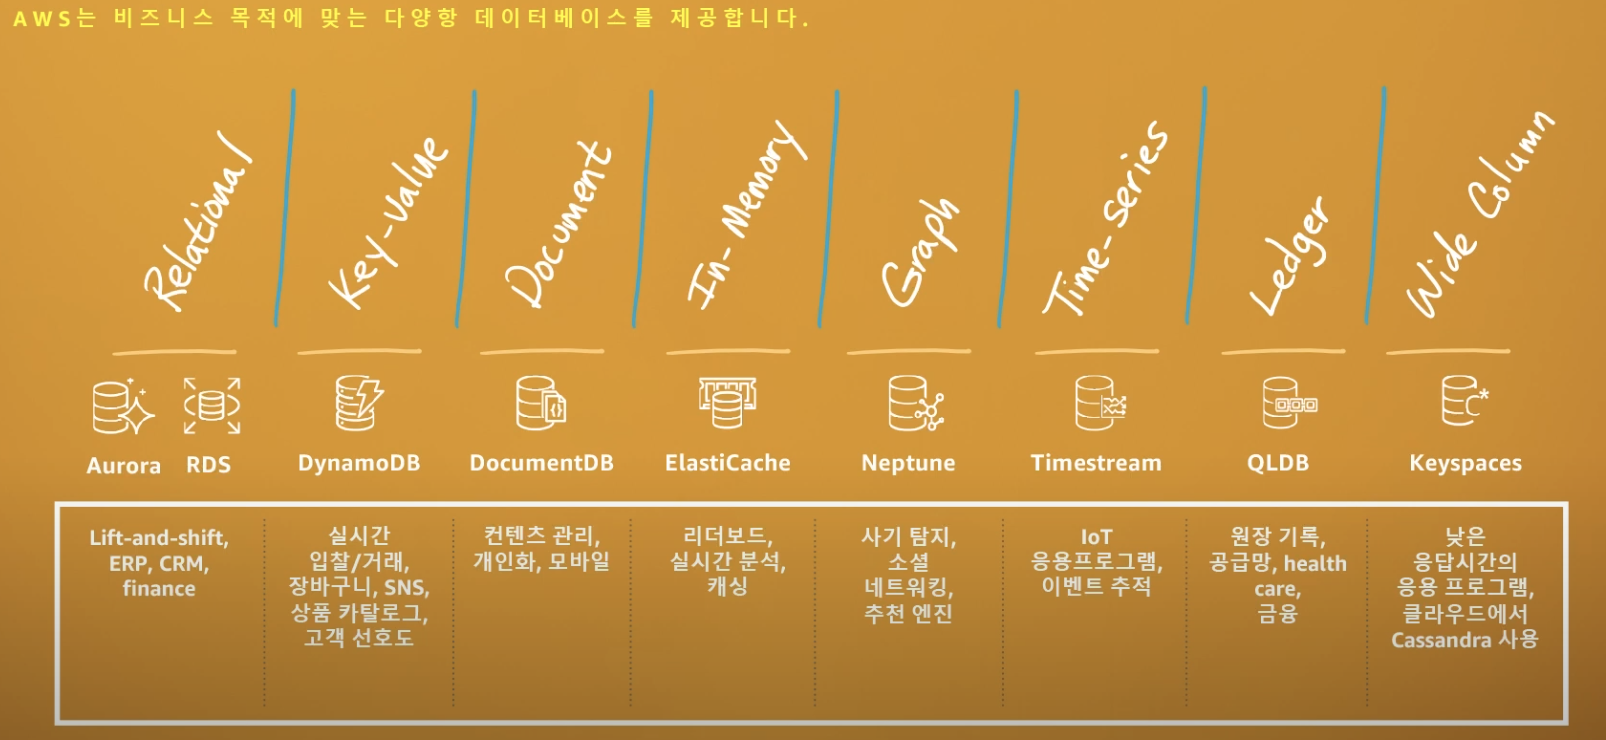 AWS는 비즈니스 목적에 맞는 다양항 데이터베이스를 제공합니다.
Relational
Key-Value
Document
In-Memory
Graph
Time-Series
Ledger
Wide Column
Aurora
RDS
DynamoDB
DocumentDB
ElastiCache
Neptune
Timestream
QLDB
Keyspaces
Lift-and-shift,
ERP, CRM,
finance
실시간
입찰/거래,
장바구니, SNS,
상품 카탈로그,
고객 선호도
컨텐츠 관리,
개인화, 모바일
리더보드,
실시간 분석,
캐싱
사기 탐지,
소셜
네트워킹,
추천 엔진
IoT
응용프로그램,
이벤트 추적
원장 기록,
공급망, health
care,
금융
낮은
응답시간의
응용 프로그램,
클라우드에서
Cassandra 사용